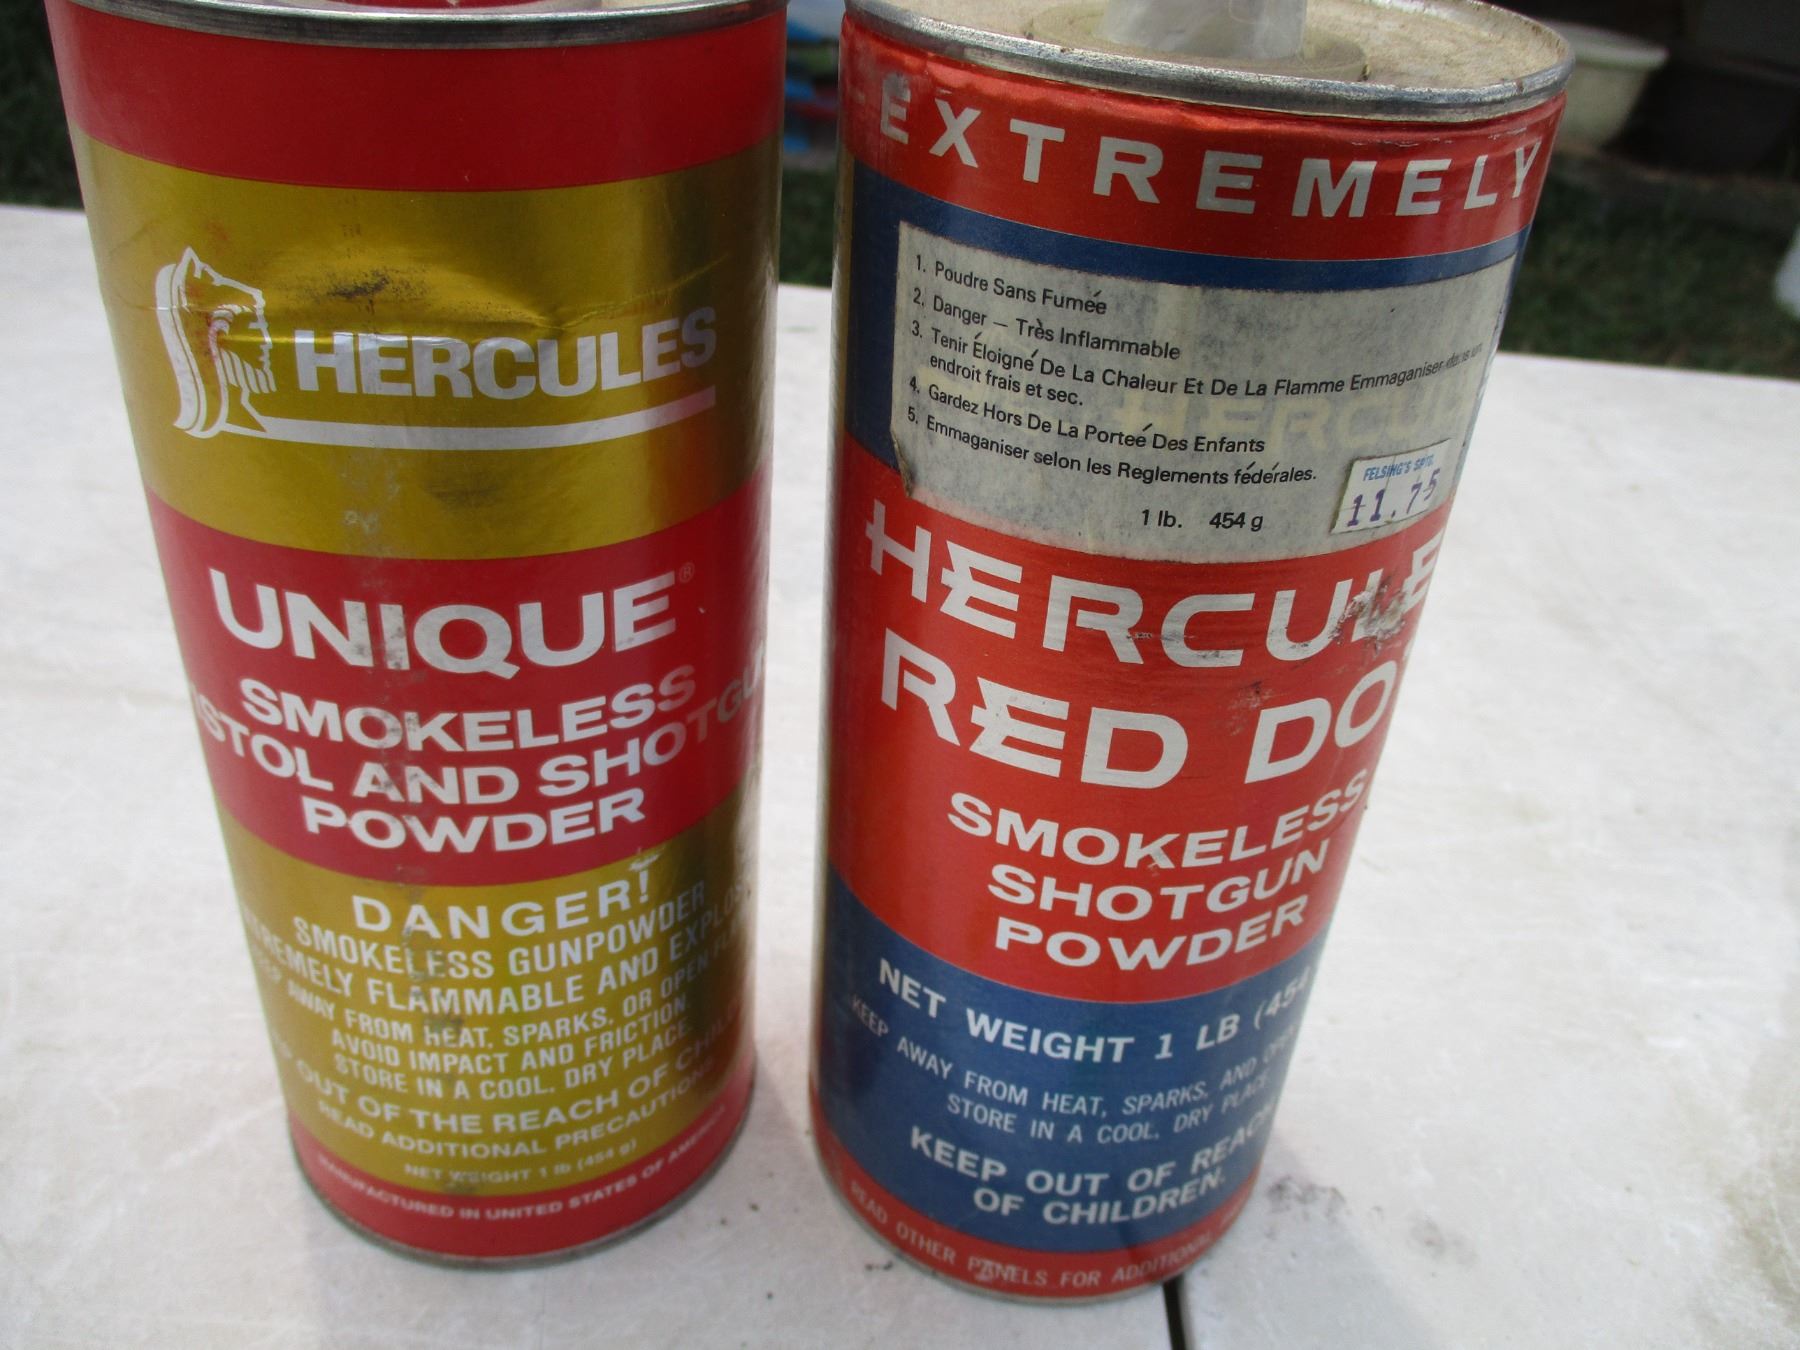 HERCULES
UNIQUE®
SMOKELESS
STOL AND SHOTGU
POWDER
DANGER!
SMOKELESS GUNPOWDER
TREMELY FLAMMABLE AND EXPLOS
AWAY FROM HEAT, SPARKS, OR OPEN
AVOID IMPACT AND FRICTION.
STORE IN A COOL, DRY PLACE.
OUT OF THE REACH OF
READ ADDITIONAL PRECAUTION
NET WEIGHT 1 lb (454 g)
MANUFACTURED IN UNITED STATES OF AMERICA
EXTREMELY
1. Poudre Sans Fumée
2. Danger — Très Inflammable
3. Tenir Éloigné De La Chaleur Et De La Flamme Emmaganiser
endroit frais et sec.
4. Gardez Hors De La Porteé Des Enfants
5. Emmaganiser selon les Reglements fédérales.
FELSING'S
11.75
1 lb. 454 g
HERCULE
RED DO
SMOKELESS
SHOTGUN
POWDER
NET WEIGHT 1 LB (454
KEEP AWAY FROM HEAT, SPARKS, AND
STORE IN A COOL, DRY PLACE
KEEP OUT OF REACH
OF CHILDREN.
READ OTHER PANELS FOR ADDITIONAL